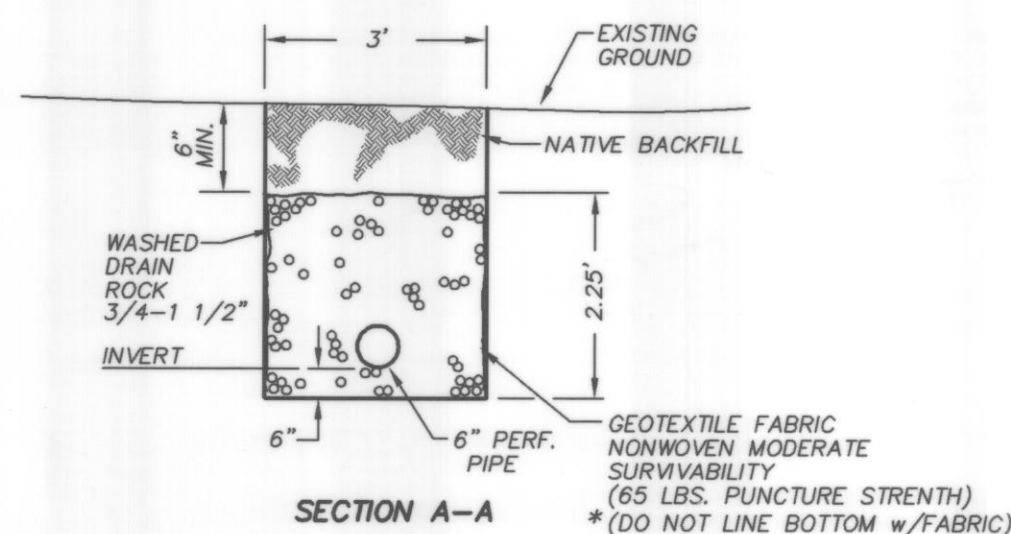 3'
EXISTING
GROUND
6"
MIN.
NATIVE BACKFILL
WASHED
DRAIN
ROCK
3/4-1 1/2"
2.25'
INVERT
6"
6" PERF.
PIPE
GEOTEXTILE FABRIC
NONWOVEN MODERATE
SURVIVABILITY
(65 LBS. PUNCTURE STRENTH)
*(DO NOT LINE BOTTOM w/FABRIC)
SECTION A-A